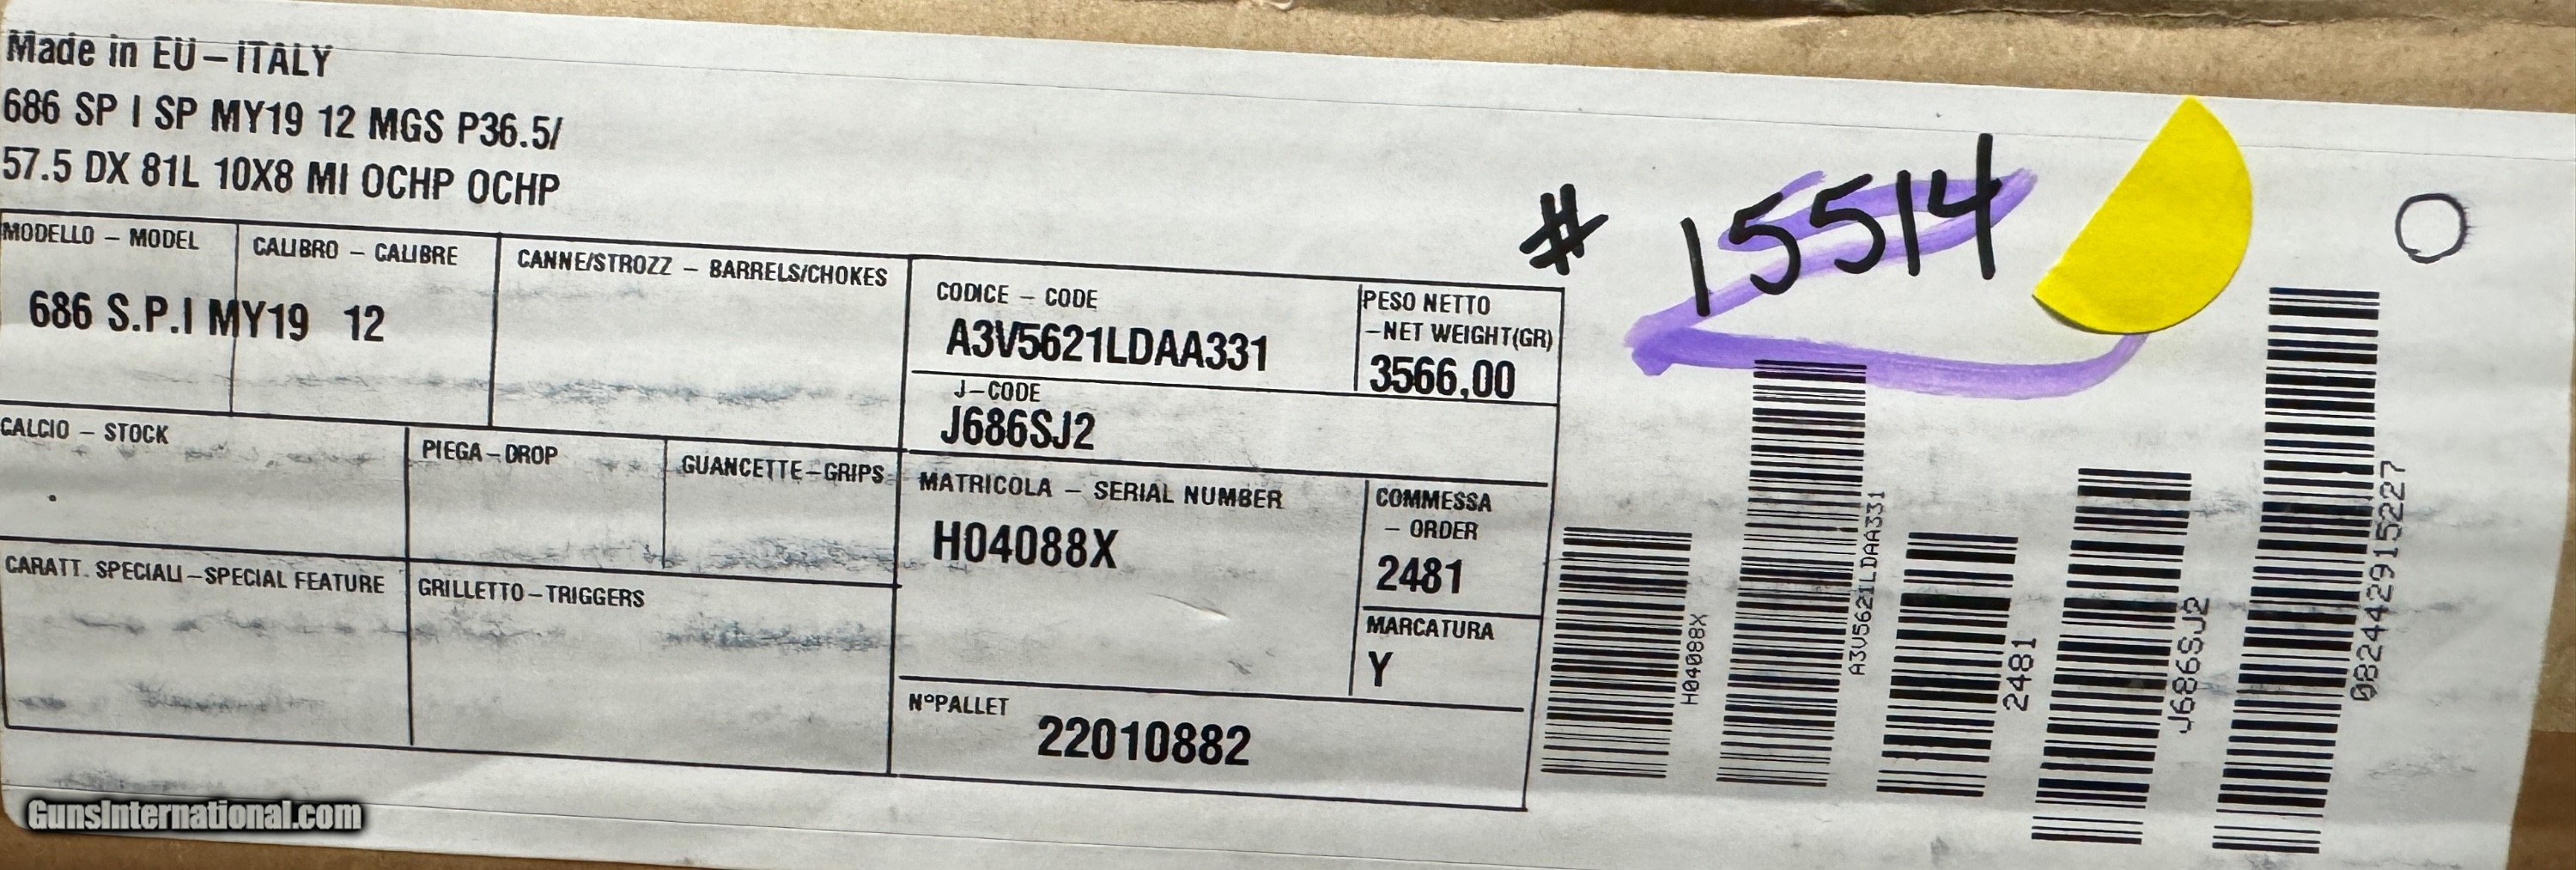 Made in EU-ITALY
686 SP I SP MY19 12 MGS P36.5/
57.5 DX 81L 10X8 MI OCHP OCHP
MODELLO - MODEL
686 S.P.I MY19
CALIBRO - CALIBRE
12
CANNE/STROZZ - BARRELS/CHOKES
CALCIO - STOCK
PIEGA-DROP
GUANCETTE-GRIPS
CARATT. SPECIALI-SPECIAL FEATURE
GRILLETTO-TRIGGERS
CODICE - CODE
A3V5621LDAA331
PESO NETTO
-NET WEIGHT(GR)
3566,00
J-CODE
J686SJ2
MATRICOLA - SERIAL NUMBER
H04088X
COMMESSA
- ORDER
2481
MARCATURA
Y
N°PALLET
22010882
# 15514
H04088X
A3V5621LDAA331
2481
J686SJ2
082442915227
GunsInternational.com